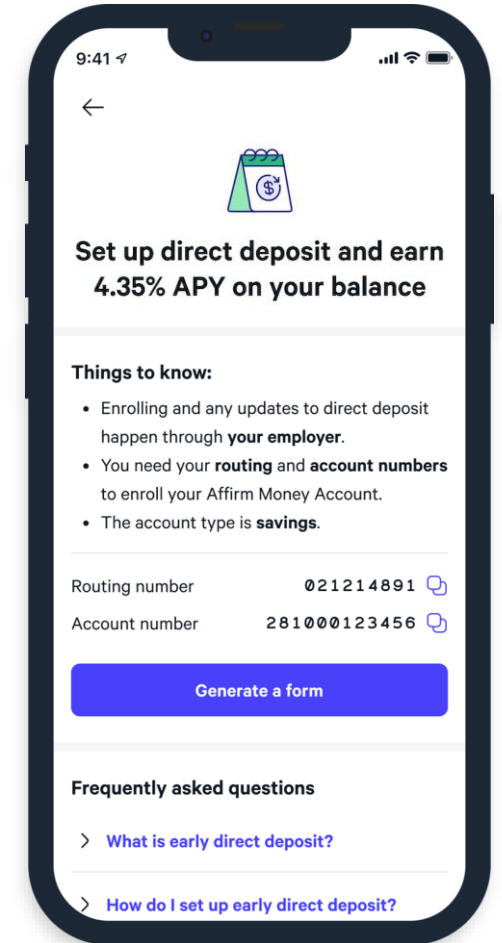 9:41
Set up direct deposit and earn
4.35% APY on your balance
Things to know:
• Enrolling and any updates to direct deposit
happen through your employer.
• You need your routing and account numbers
to enroll your Affirm Money Account.
• The account type is savings.
Routing number 021214891
Account number 281000123456
Generate a form
Frequently asked questions
What is early direct deposit?
How do I set up early direct deposit?